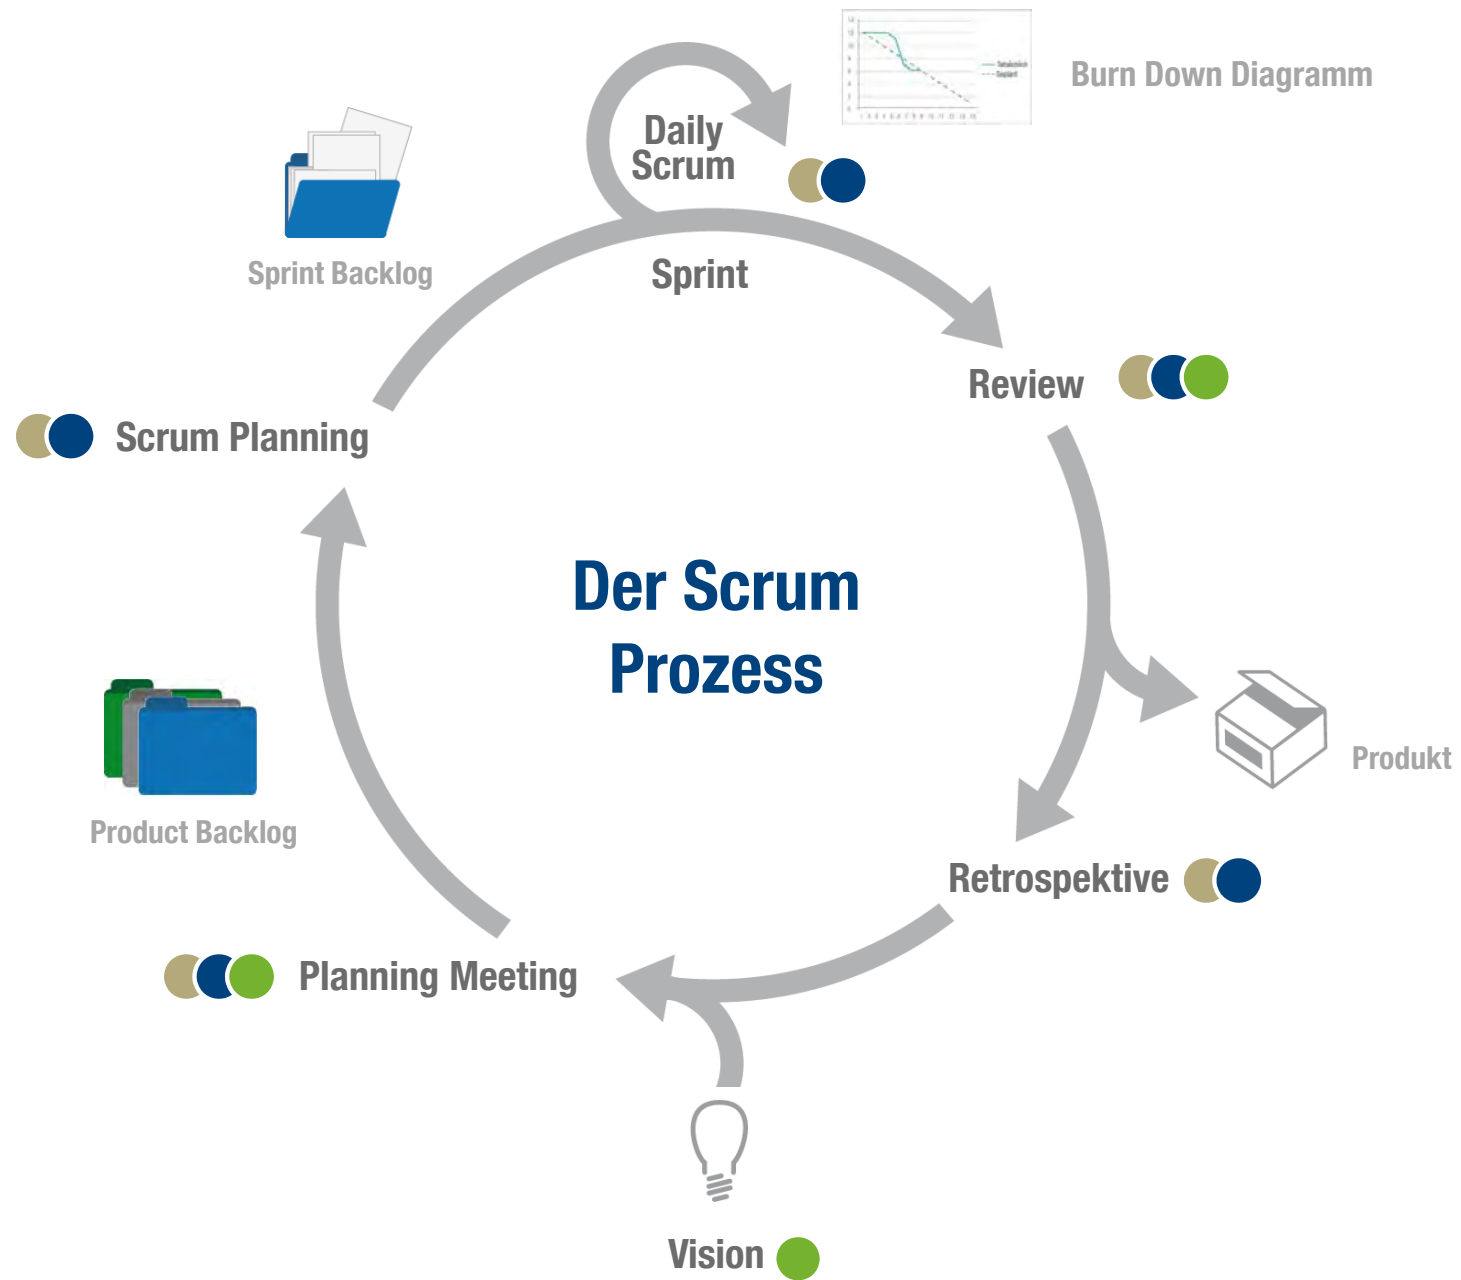 Burn Down Diagramm
Daily
Scrum
Sprint Backlog
Sprint
Review
Scrum Planning
Der Scrum
Prozess
Produkt
Product Backlog
Retrospektive
Planning Meeting
Vision